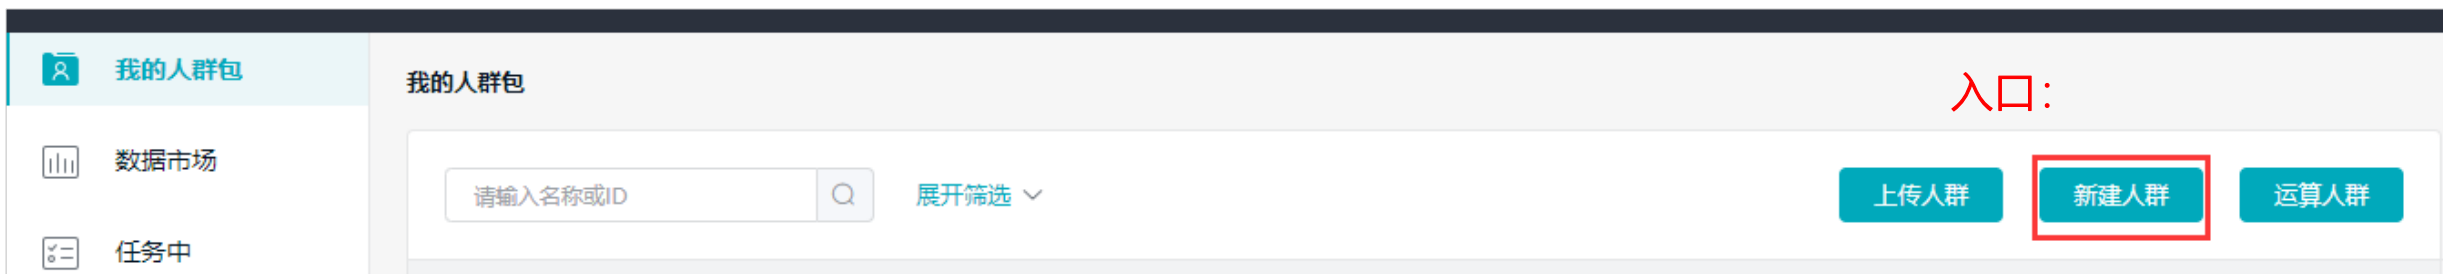 我的人群包
数据市场
任务中
我的人群包
入口：
请输入名称或ID
展开筛选
上传人群
新建人群
运算人群